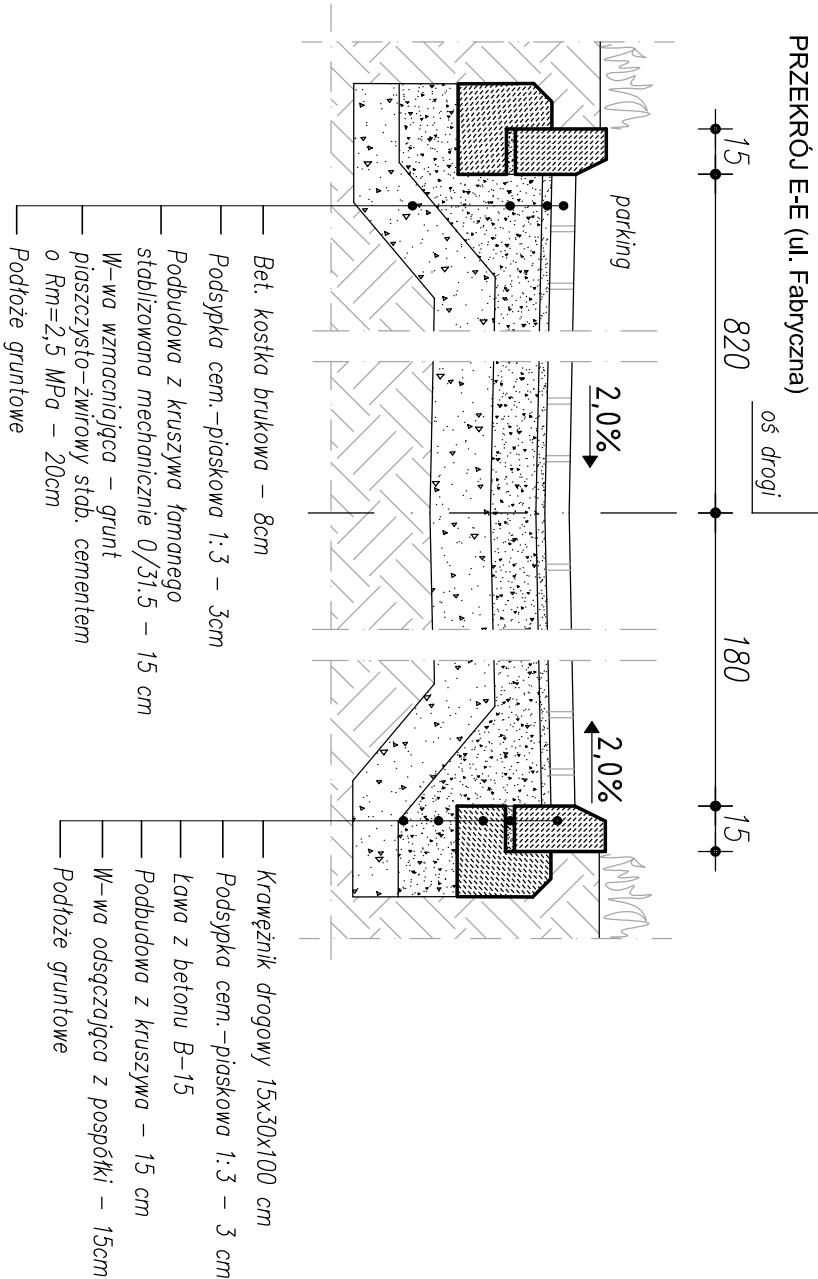 PRZEKRÓJ E-E (ul. Fabryczna)
oś drogi
15
820
180
15
parking
2,0%
2,0%
Bet. kostka brukowa - 8cm
Podsypka cem.-piaskowa 1:3 - 3cm
Podbudowa z kruszywa łamanego
stablizowana mechanicznie 0/31.5 - 15 cm
W-wa wzmacniająca - grunt
piaszczysto-żwirowy stab. cementem
o Rm=2,5 MPa - 20cm
Podłoże gruntowe
Krawężnik drogowy 15x30x100 cm
Podsypka cem.-piaskowa 1:3 - 3 cm
Ława z betonu B-15
Podbudowa z kruszywa - 15 cm
W-wa odsączająca z pospółki - 15cm
Podłoże gruntowe